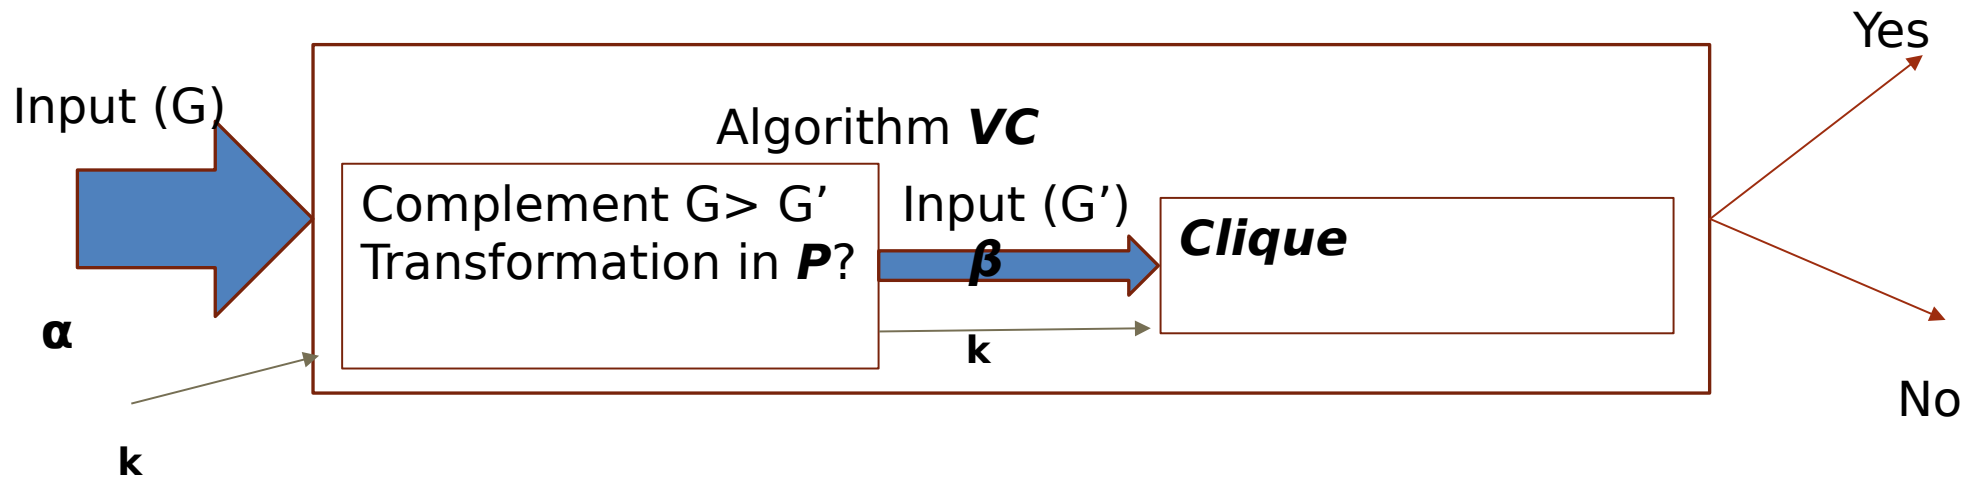 Yes
Input (G)
Algorithm VC
Complement G> G’
Transformation in P?
Input (G’)
β
Clique
α
k
k
No